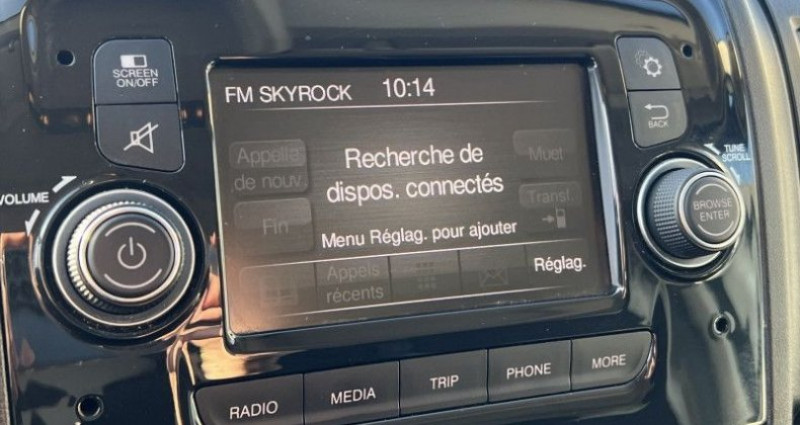 SCREEN
ON/OFF
FM SKYROCK 10:14
BACK
Appelle
de nouv.
Recherche de
dispos. connectés
Muet
TUNE
SCROLL
VOLUME
Fin
Transf.
BROWSE
ENTER
Menu Réglag. pour ajouter
Appels
récents
Réglag.
RADIO
MEDIA
TRIP
PHONE
MORE